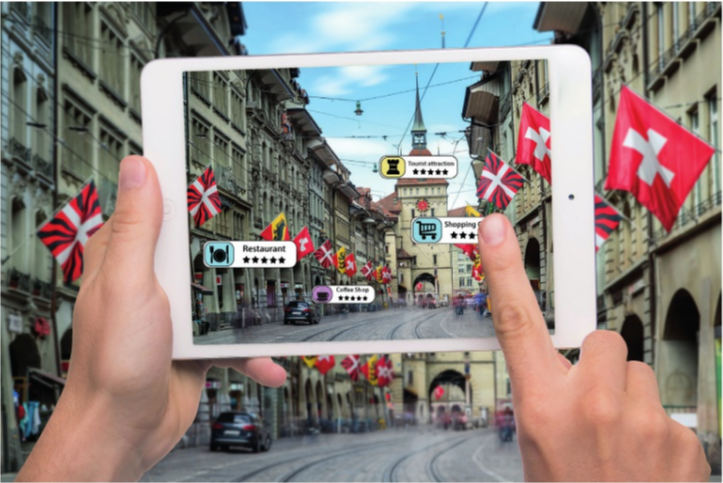 Tourist attraction
Shopping
Restaurant
Coffee Shop